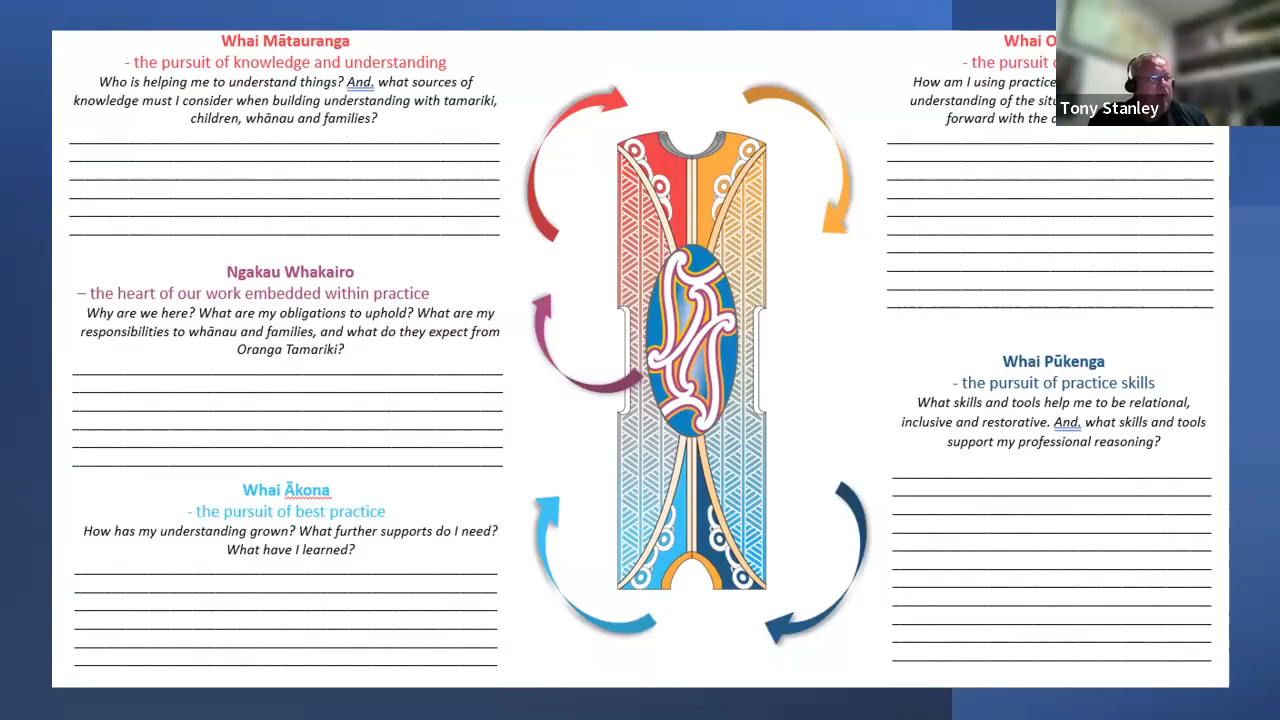 Whai Mātauranga
- the pursuit of knowledge and understanding
Who is helping me to understand things? And, what sources of
knowledge must I consider when building understanding with tamariki,
children, whānau and families?
Ngakau Whakairo
– the heart of our work embedded within practice
Why are we here? What are my obligations to uphold? What are my
responsibilities to whānau and families, and what do they expect from
Oranga Tamariki?
Whai Ākona
- the pursuit of best practice
How has my understanding grown? What further supports do I need?
What have I learned?
Whai
- the pursuit
How am I using practice
understanding of the
forward with the
Tony Stanley
Whai Pūkenga
- the pursuit of practice skills
What skills and tools help me to be relational,
inclusive and restorative. And, what skills and tools
support my professional reasoning?